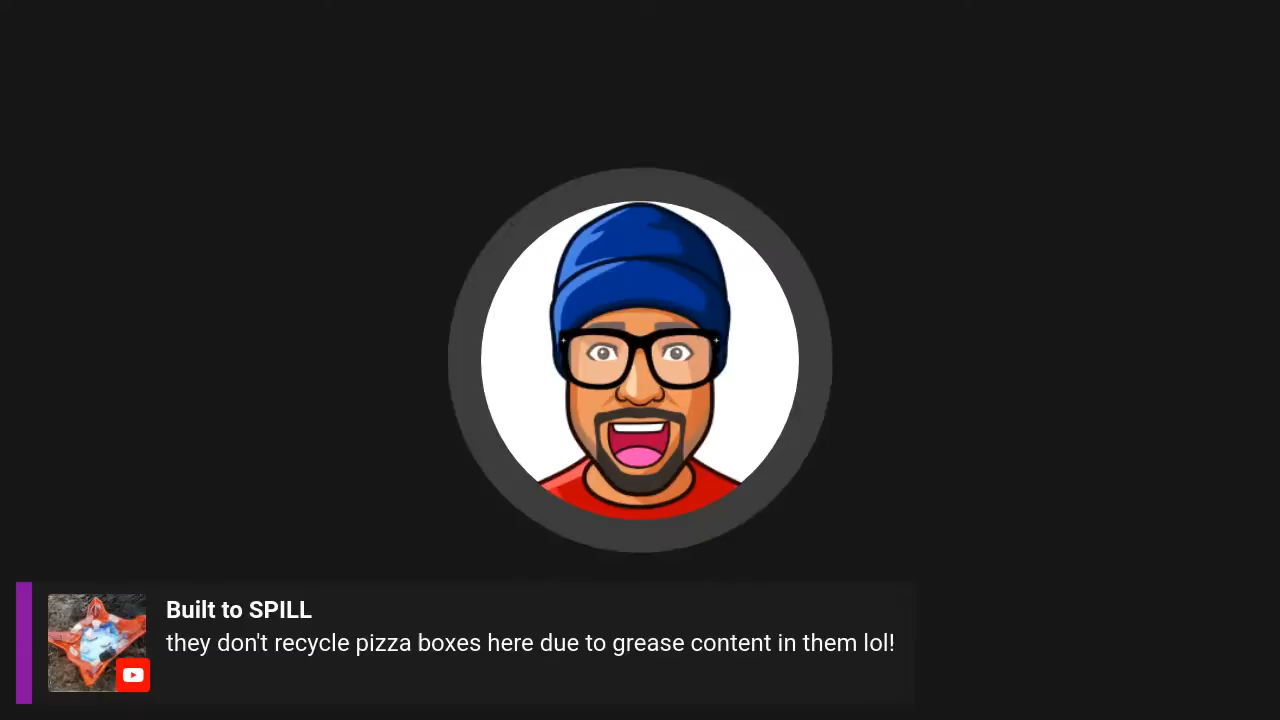 Built to SPILL
they don't recycle pizza boxes here due to grease content in them lol!